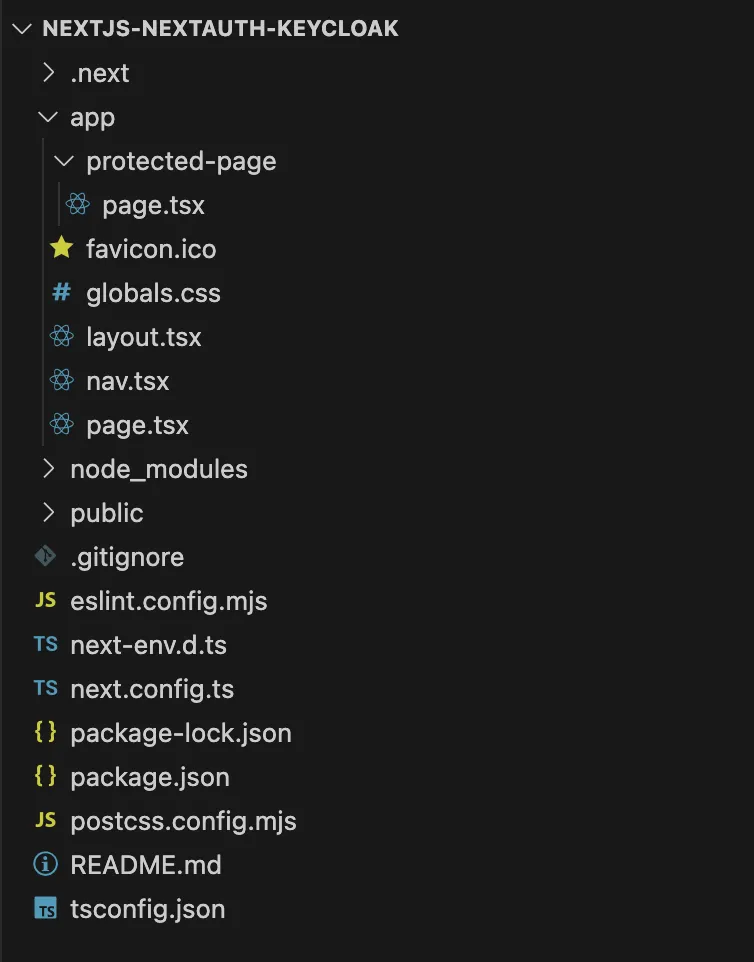 NEXTJS-NEXTAUTH-KEYCLOAK
.next
app
protected-page
page.tsx
favicon.ico
# globals.css
layout.tsx
nav.tsx
page.tsx
node_modules
public
.gitignore
JS eslint.config.mjs
TS next-env.d.ts
TS next.config.ts
{} package-lock.json
{} package.json
JS postcss.config.mjs
README.md
TS tsconfig.json